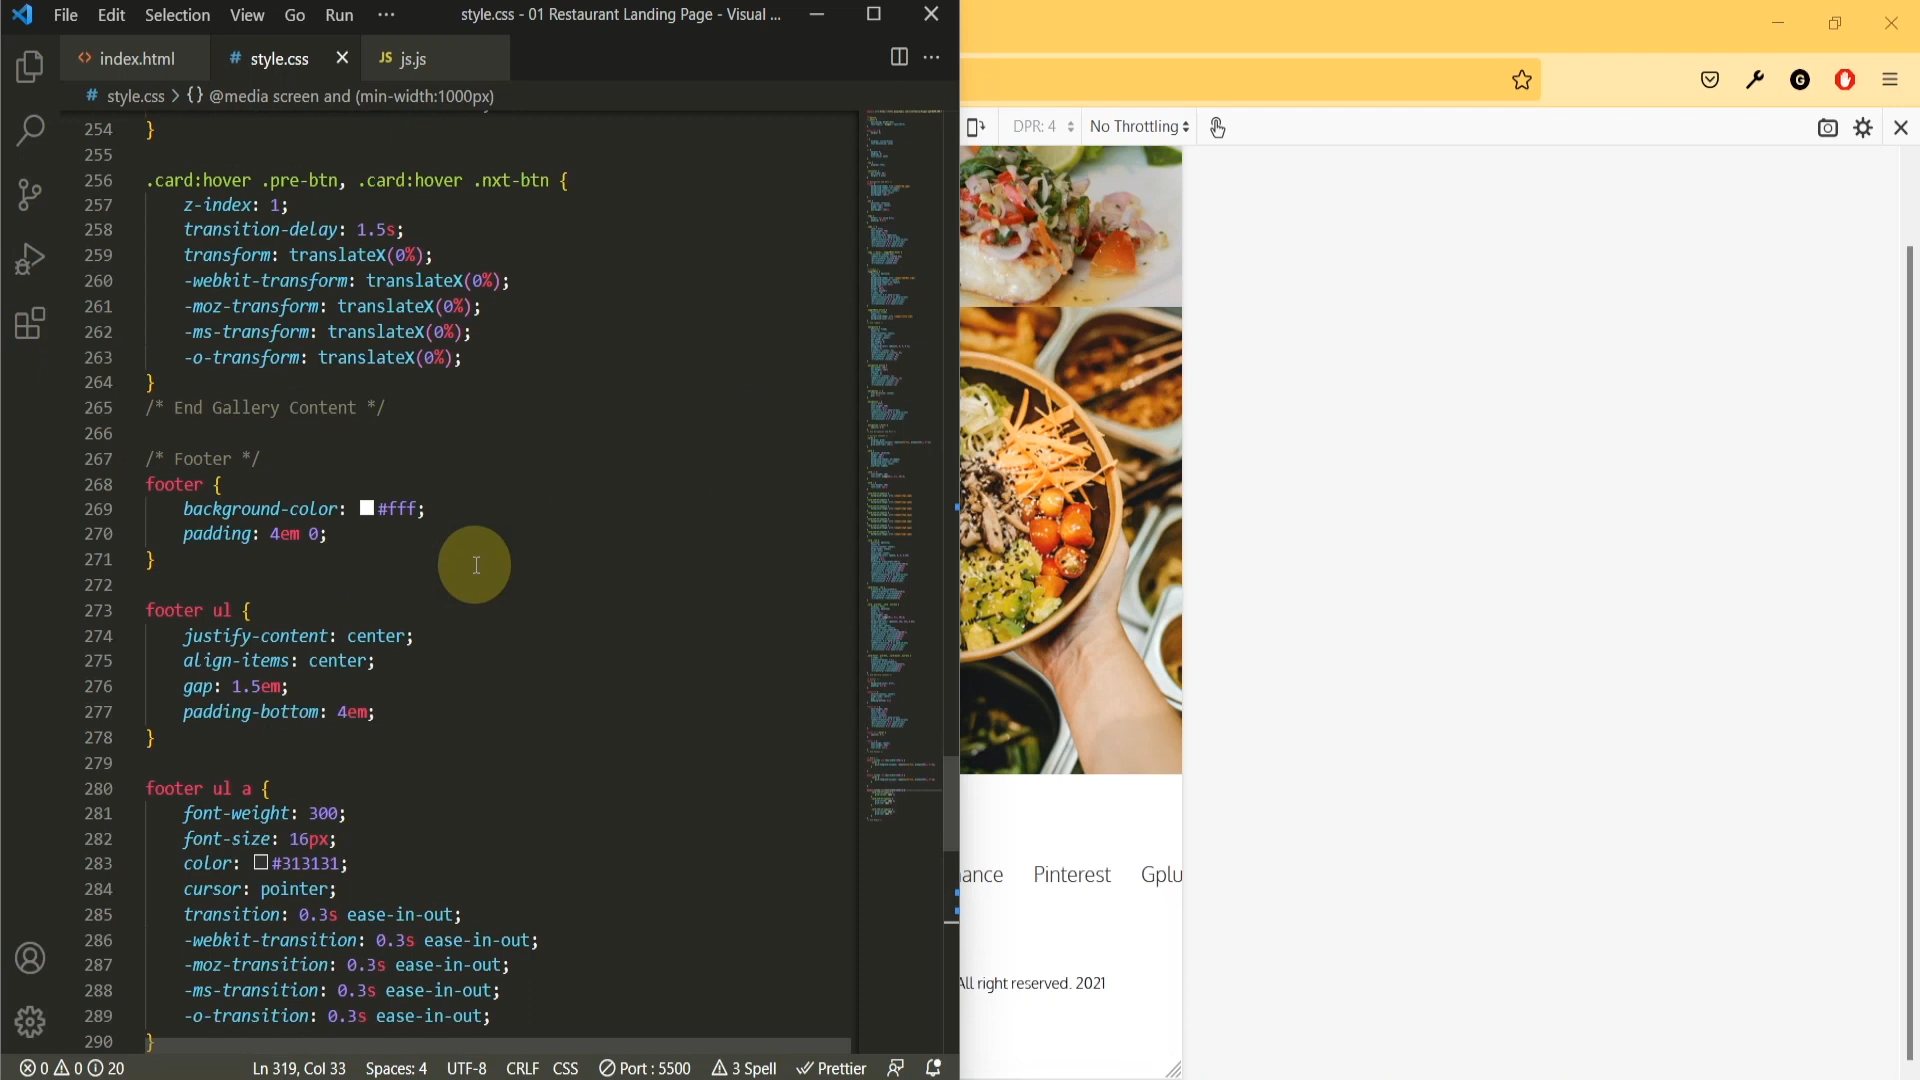 File Edit Selection View Go Run ··· style.css - 01 Restaurant Landing Page - Visual ...
index.html # style.css JS js.js
# style.css > {} @media screen and (min-width:1000px)
DPR: 4 No Throttling
254 }
255
256 .card:hover .pre-btn, .card:hover .nxt-btn {
257 z-index: 1;
258 transition-delay: 1.5s;
259 transform: translateX(0%);
260 -webkit-transform: translateX(0%);
261 -moz-transform: translateX(0%);
262 -ms-transform: translateX(0%);
263 -o-transform: translateX(0%);
264 }
265 /* End Gallery Content */
266
267 /* Footer */
268 footer {
269 background-color: #fff;
270 padding: 4em 0;
271 }
272
273 footer ul {
274 justify-content: center;
275 align-items: center;
276 gap: 1.5em;
277 padding-bottom: 4em;
278 }
279
280 footer ul a {
281 font-weight: 300;
282 font-size: 16px;
283 color: #313131;
284 cursor: pointer;
285 transition: 0.3s ease-in-out;
286 -webkit-transition: 0.3s ease-in-out;
287 -moz-transition: 0.3s ease-in-out;
288 -ms-transition: 0.3s ease-in-out;
289 -o-transition: 0.3s ease-in-out;
290 }
ance Pinterest Gplu
All right reserved. 2021
0 0 20 Ln 319, Col 33 Spaces: 4 UTF-8 CRLF CSS Port : 5500 3 Spell Prettier